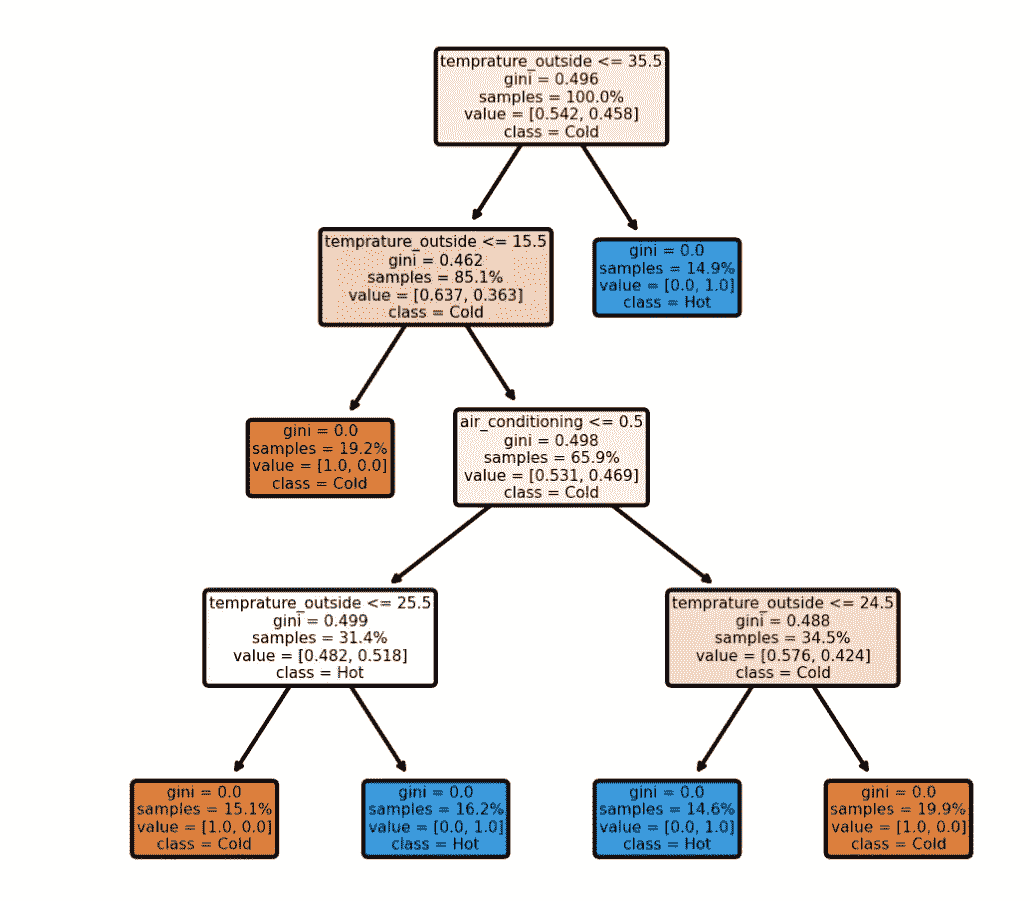 temprature_outside <= 35.5
gini = 0.496
samples = 100.0%
value = [0.542, 0.458]
class = Cold
temprature_outside <= 15.5
gini = 0.462
samples = 85.1%
value = [0.637, 0.363]
class = Cold
gini = 0.0
samples = 14.9%
value = [0.0, 1.0]
class = Hot
gini = 0.0
samples = 19.2%
value = [1.0, 0.0]
class = Cold
air_conditioning <= 0.5
gini = 0.498
samples = 65.9%
value = [0.531, 0.469]
class = Cold
temprature_outside <= 25.5
gini = 0.499
samples = 31.4%
value = [0.482, 0.518]
class = Hot
temprature_outside <= 24.5
gini = 0.488
samples = 34.5%
value = [0.576, 0.424]
class = Cold
gini = 0.0
samples = 15.1%
value = [1.0, 0.0]
class = Cold
gini = 0.0
samples = 16.2%
value = [0.0, 1.0]
class = Hot
gini = 0.0
samples = 14.6%
value = [0.0, 1.0]
class = Hot
gini = 0.0
samples = 19.9%
value = [1.0, 0.0]
class = Cold